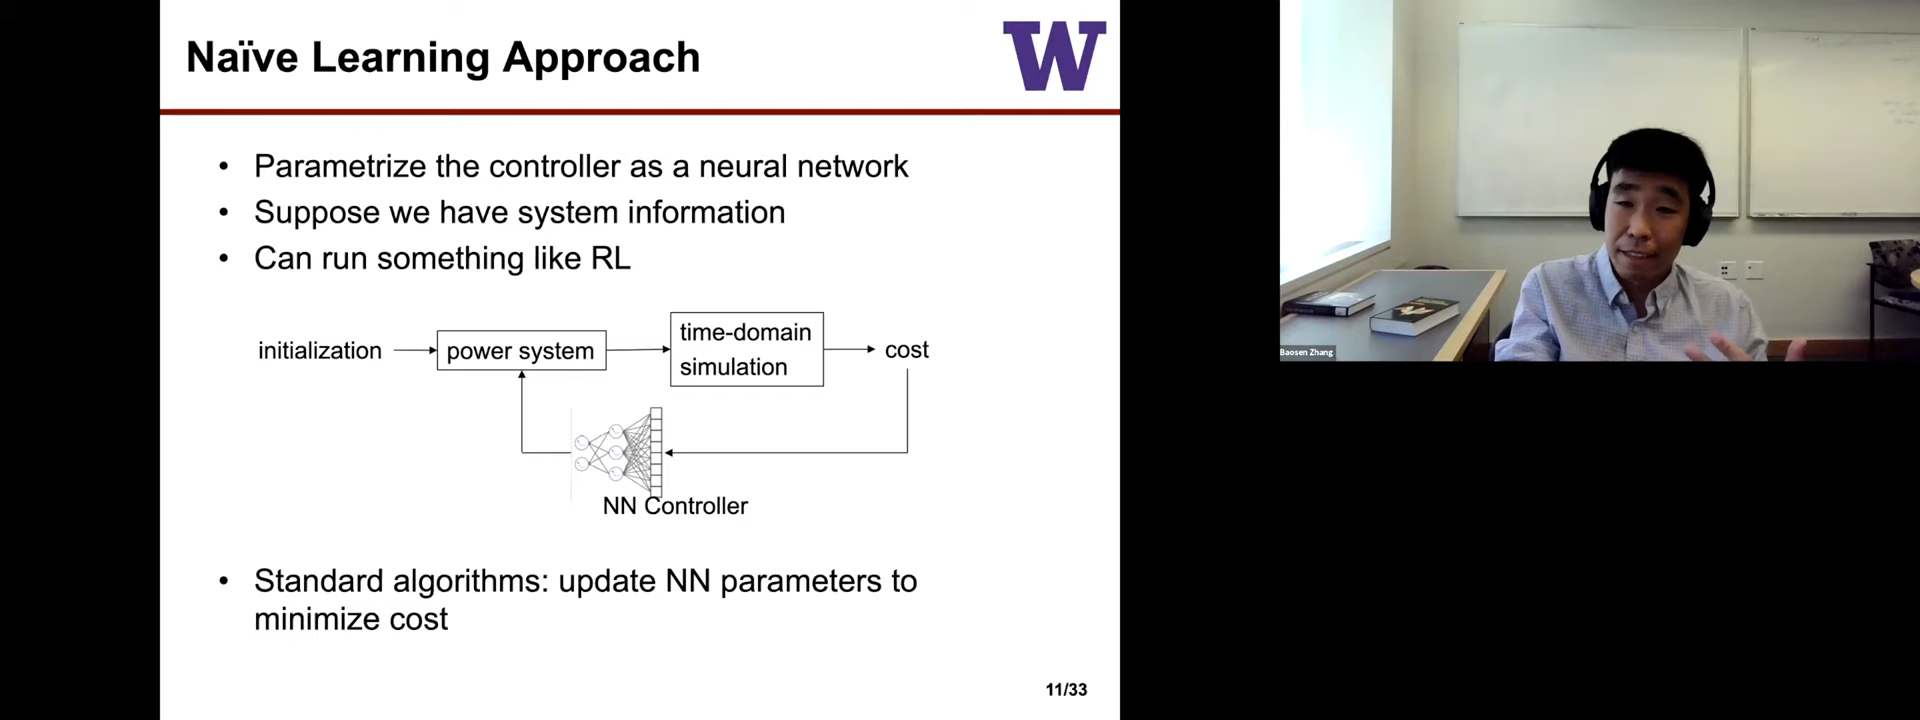 Naïve Learning Approach
W
• Parametrize the controller as a neural network
• Suppose we have system information
• Can run something like RL
initialization
power system
time-domain
simulation
cost
NN Controller
• Standard algorithms: update NN parameters to
minimize cost
11/33
Baosen Zhang